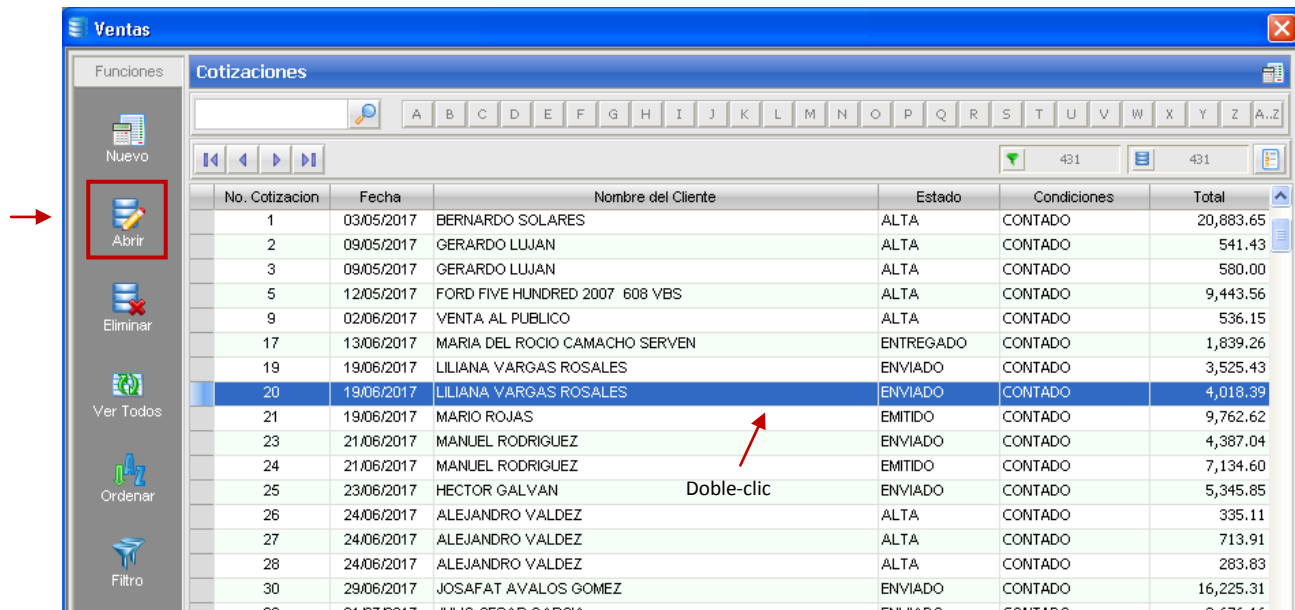 Ventas
Funciones
Cotizaciones
A B C D E F G H I J K L M N O P Q R S T U V W X Y Z A..Z
Nuevo
431 431
No. Cotizacion Fecha Nombre del Cliente Estado Condiciones Total
1 03/05/2017 BERNARDO SOLARES ALTA CONTADO 20,883.65
Abrir
2 09/05/2017 GERARDO LUJAN ALTA CONTADO 541.43
3 09/05/2017 GERARDO LUJAN ALTA CONTADO 580.00
5 12/05/2017 FORD FIVE HUNDRED 2007 608 VBS ALTA CONTADO 9,443.56
9 02/06/2017 VENTA AL PUBLICO ALTA CONTADO 536.15
Eliminar
17 13/06/2017 MARIA DEL ROCIO CAMACHO SERVEN ENTREGADO CONTADO 1,839.26
19 19/06/2017 LILIANA VARGAS ROSALES ENVIADO CONTADO 3,525.43
20 19/06/2017 LILIANA VARGAS ROSALES ENVIADO CONTADO 4,018.39
Ver Todos
21 19/06/2017 MARIO ROJAS EMITIDO CONTADO 9,762.62
23 21/06/2017 MANUEL RODRIGUEZ ENVIADO CONTADO 4,387.04
24 21/06/2017 MANUEL RODRIGUEZ EMITIDO CONTADO 7,134.60
Doble-clic
25 23/06/2017 HECTOR GALVAN ENVIADO CONTADO 5,345.85
Ordenar
26 24/06/2017 ALEJANDRO VALDEZ ALTA CONTADO 335.11
27 24/06/2017 ALEJANDRO VALDEZ ALTA CONTADO 713.91
28 24/06/2017 ALEJANDRO VALDEZ ALTA CONTADO 283.83
Filtro
30 29/06/2017 JOSAFAT AVALOS GOMEZ ENVIADO CONTADO 16,225.31